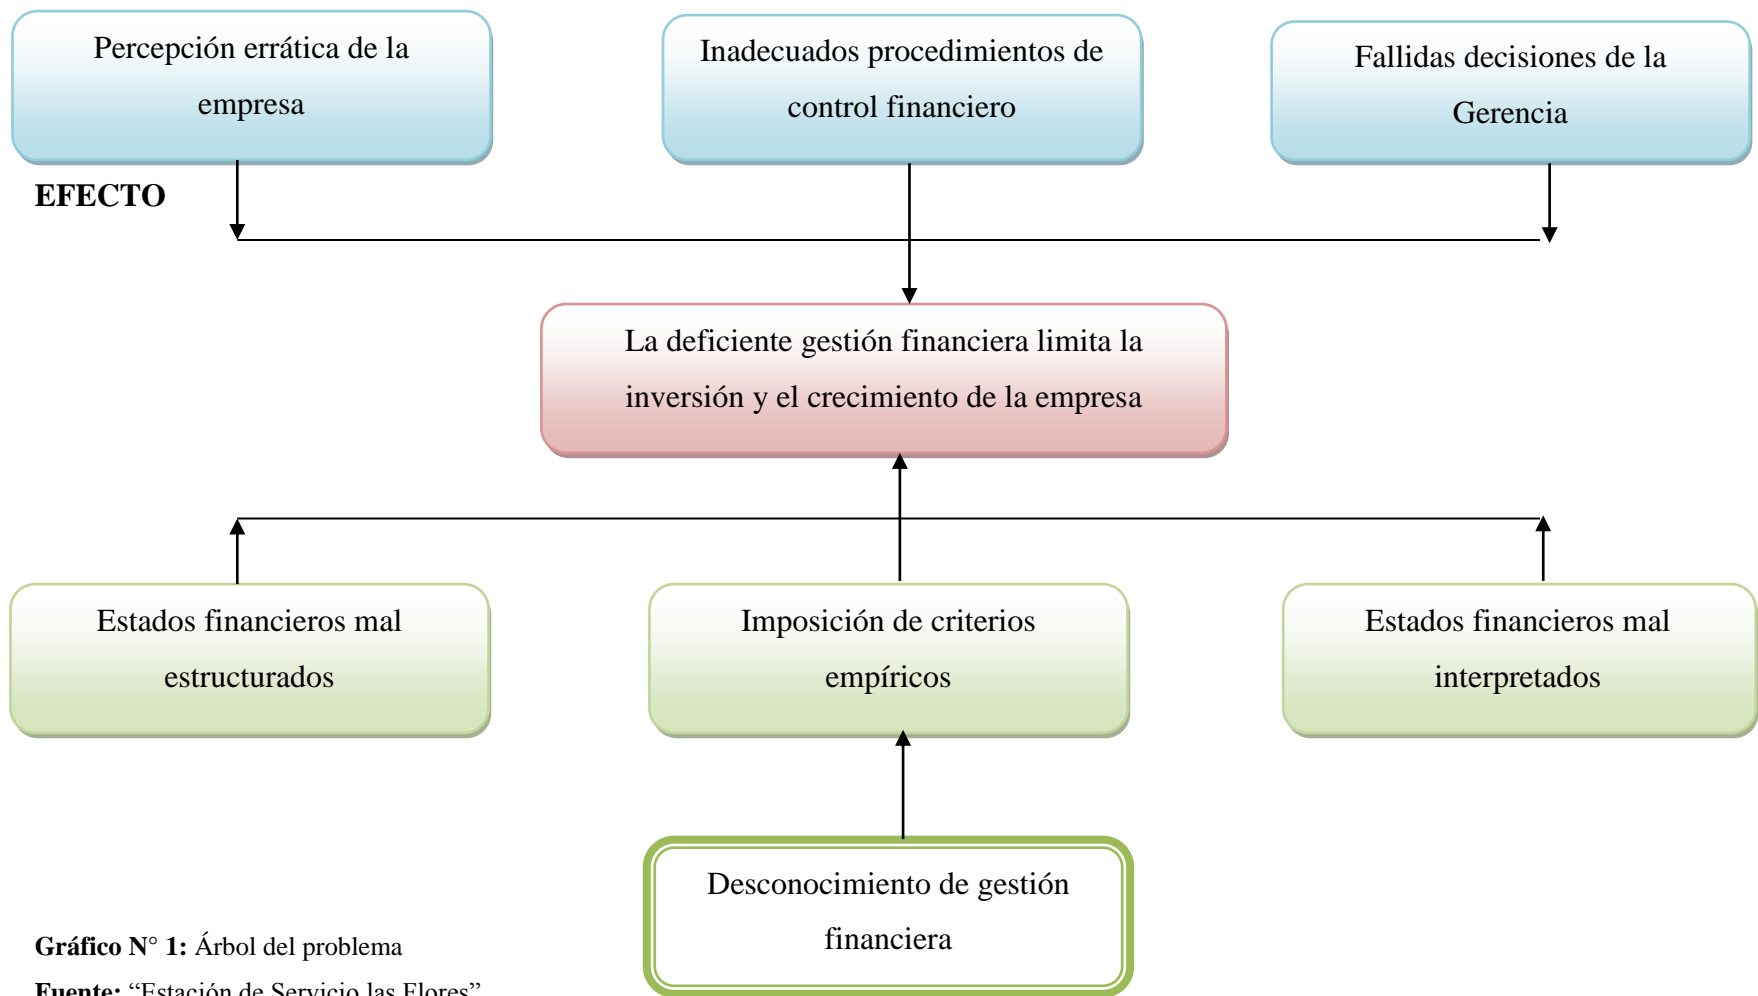 Percepción errática de la
empresa
Inadecuados procedimientos de
control financiero
Fallidas decisiones de la
Gerencia
EFECTO
La deficiente gestión financiera limita la
inversión y el crecimiento de la empresa
Estados financieros mal
estructurados
Imposición de criterios
empíricos
Estados financieros mal
interpretados
Desconocimiento de gestión
financiera
Gráfico N° 1: Árbol del problema
Fuente: “Estación de Servicio las Flores”